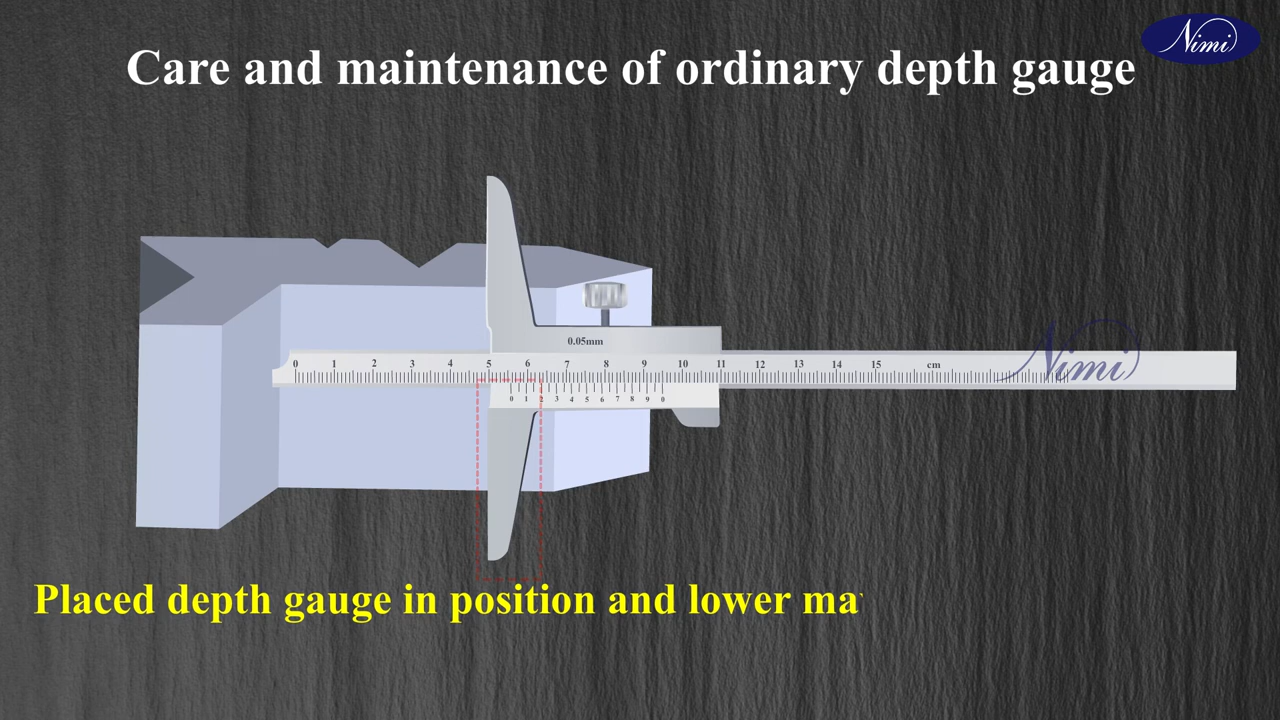 Nimi
Care and maintenance of ordinary depth gauge
0.05mm
0 1 2 3 4 5 6 7 8 9 10 11 12 13 14 15 cm
Nimi
0 1 2 3 4 5 6 7 8 9 0
Placed depth gauge in position and lower